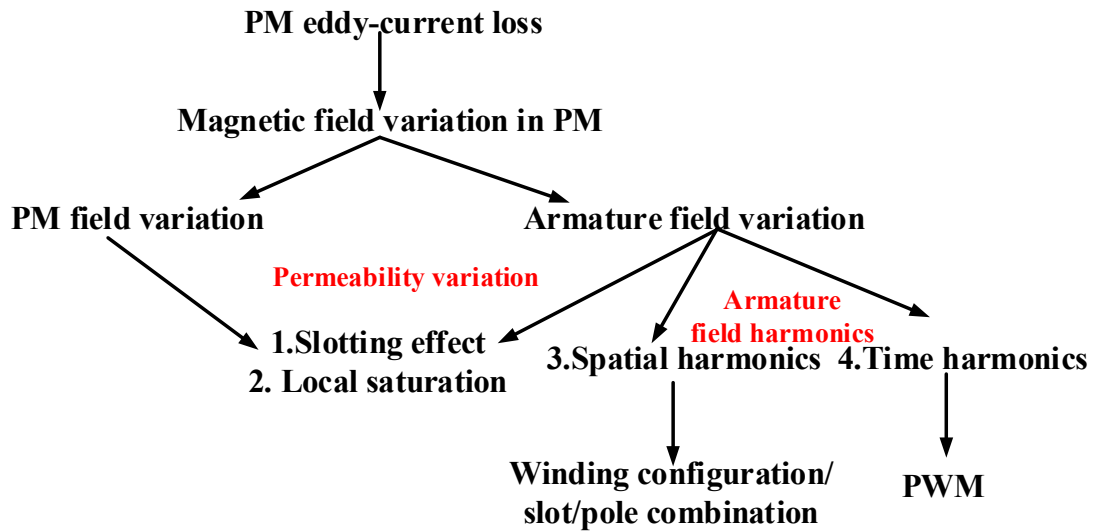 PM eddy-current loss
Magnetic field variation in PM
PM field variation
Armature field variation
Permeability variation
Armature
field harmonics
1.Slotting effect
2. Local saturation
3.Spatial harmonics
4.Time harmonics
Winding configuration/
slot/pole combination
PWM